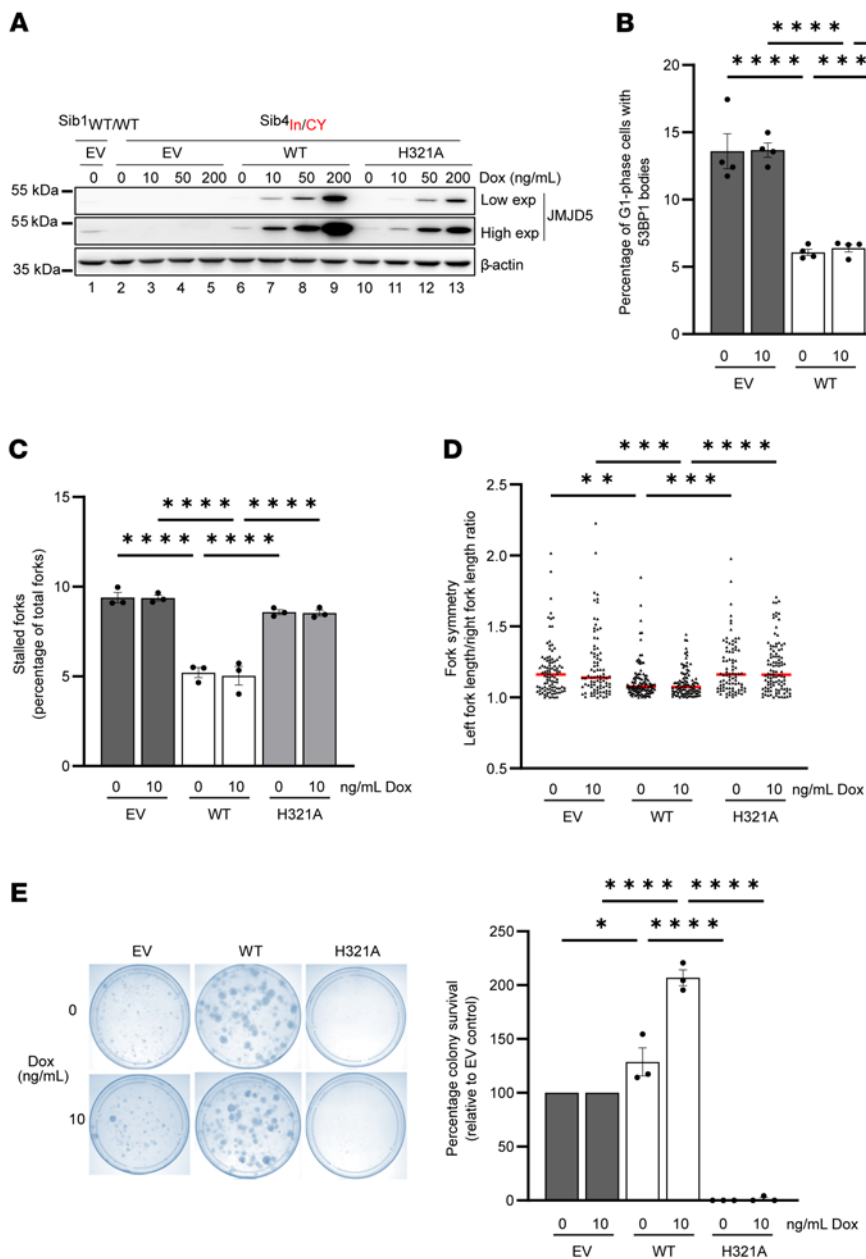 A
Sib1WT/WT Sib4In/CY
EV EV WT H321A
0 0 10 50 200 0 10 50 200 0 10 50 200 Dox (ng/mL)
55 kDa Low exp
JMJD5
55 kDa High exp
35 kDa β-actin
1 2 3 4 5 6 7 8 9 10 11 12 13
B
* * * *
* * * * * * *
Percentage of G1-phase cells with
53BP1 bodies
20
15
10
5
0
0 10 0 10
EV WT
C
* * * * * * * *
* * * * * * * *
Stalled forks
(percentage of total forks)
15
10
5
0
0 10 0 10 0 10 ng/mL Dox
EV WT H321A
D
* * * * * * *
* * * * *
Fork symmetry
Left fork length/right fork length ratio
2.5
2.0
1.5
1.0
0.5
0 10 0 10 0 10 ng/mL Dox
EV WT H321A
E
EV WT H321A
0
Dox
(ng/mL)
10
* * * * * * * *
* * * * *
Percentage colony survival
(relative to EV control)
250
200
150
100
50
0
0 10 0 10 0 10 ng/mL Dox
EV WT H321A